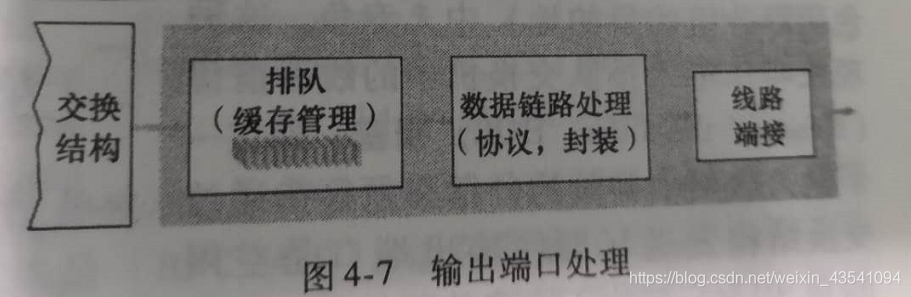 交换
结构
排队
(缓存管理)
数据链路处理
(协议,封装)
线路
端接
图4-7 输出端口处理
https://blog.csdn.net/weixin_43541094